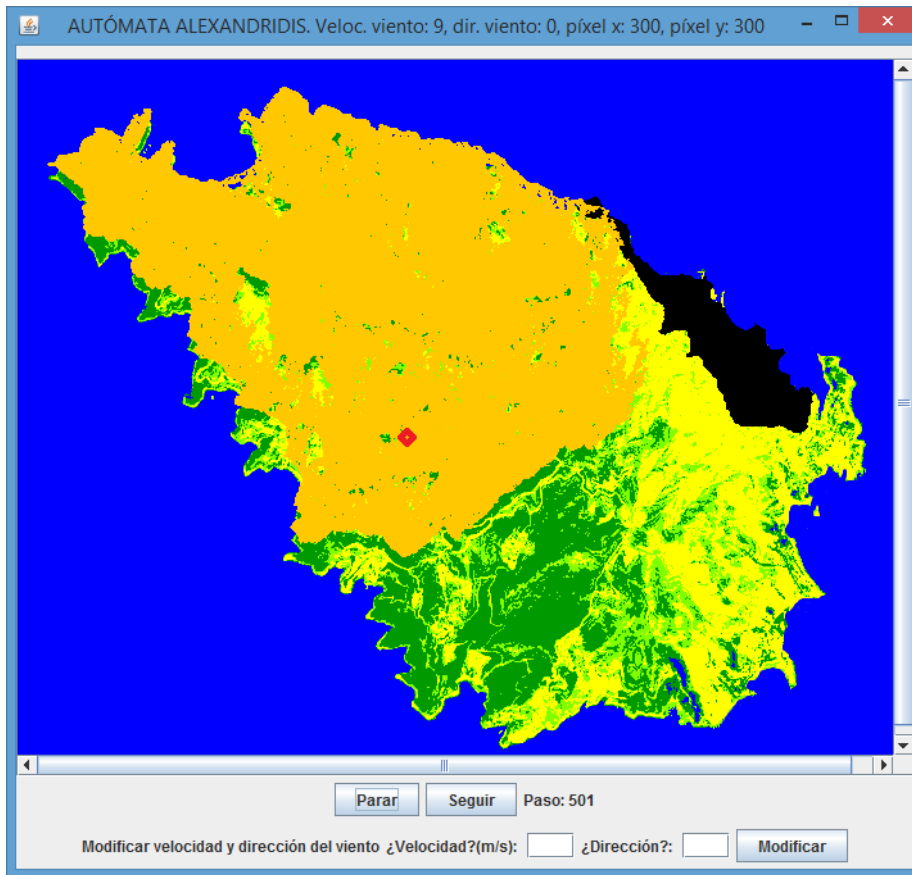 AUTÓMATA ALEXANDRIDIS. Veloc. viento: 9, dir. viento: 0, píxel x: 300, píxel y: 300
Parar Seguir Paso: 501
Modificar velocidad y dirección del viento ¿Velocidad?(m/s): ¿Dirección?: Modificar